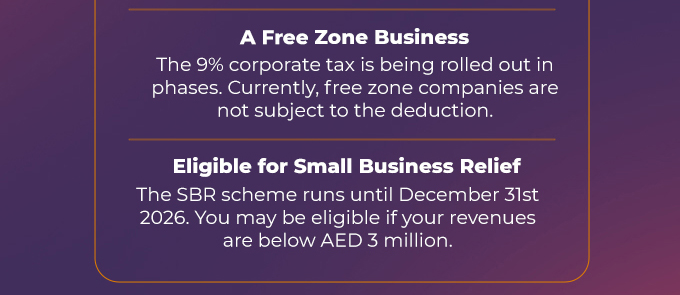 A Free Zone Business
The 9% corporate tax is being rolled out in
phases. Currently, free zone companies are
not subject to the deduction.
Eligible for Small Business Relief
The SBR scheme runs until December 31st
2026. You may be eligible if your revenues
are below AED 3 million.